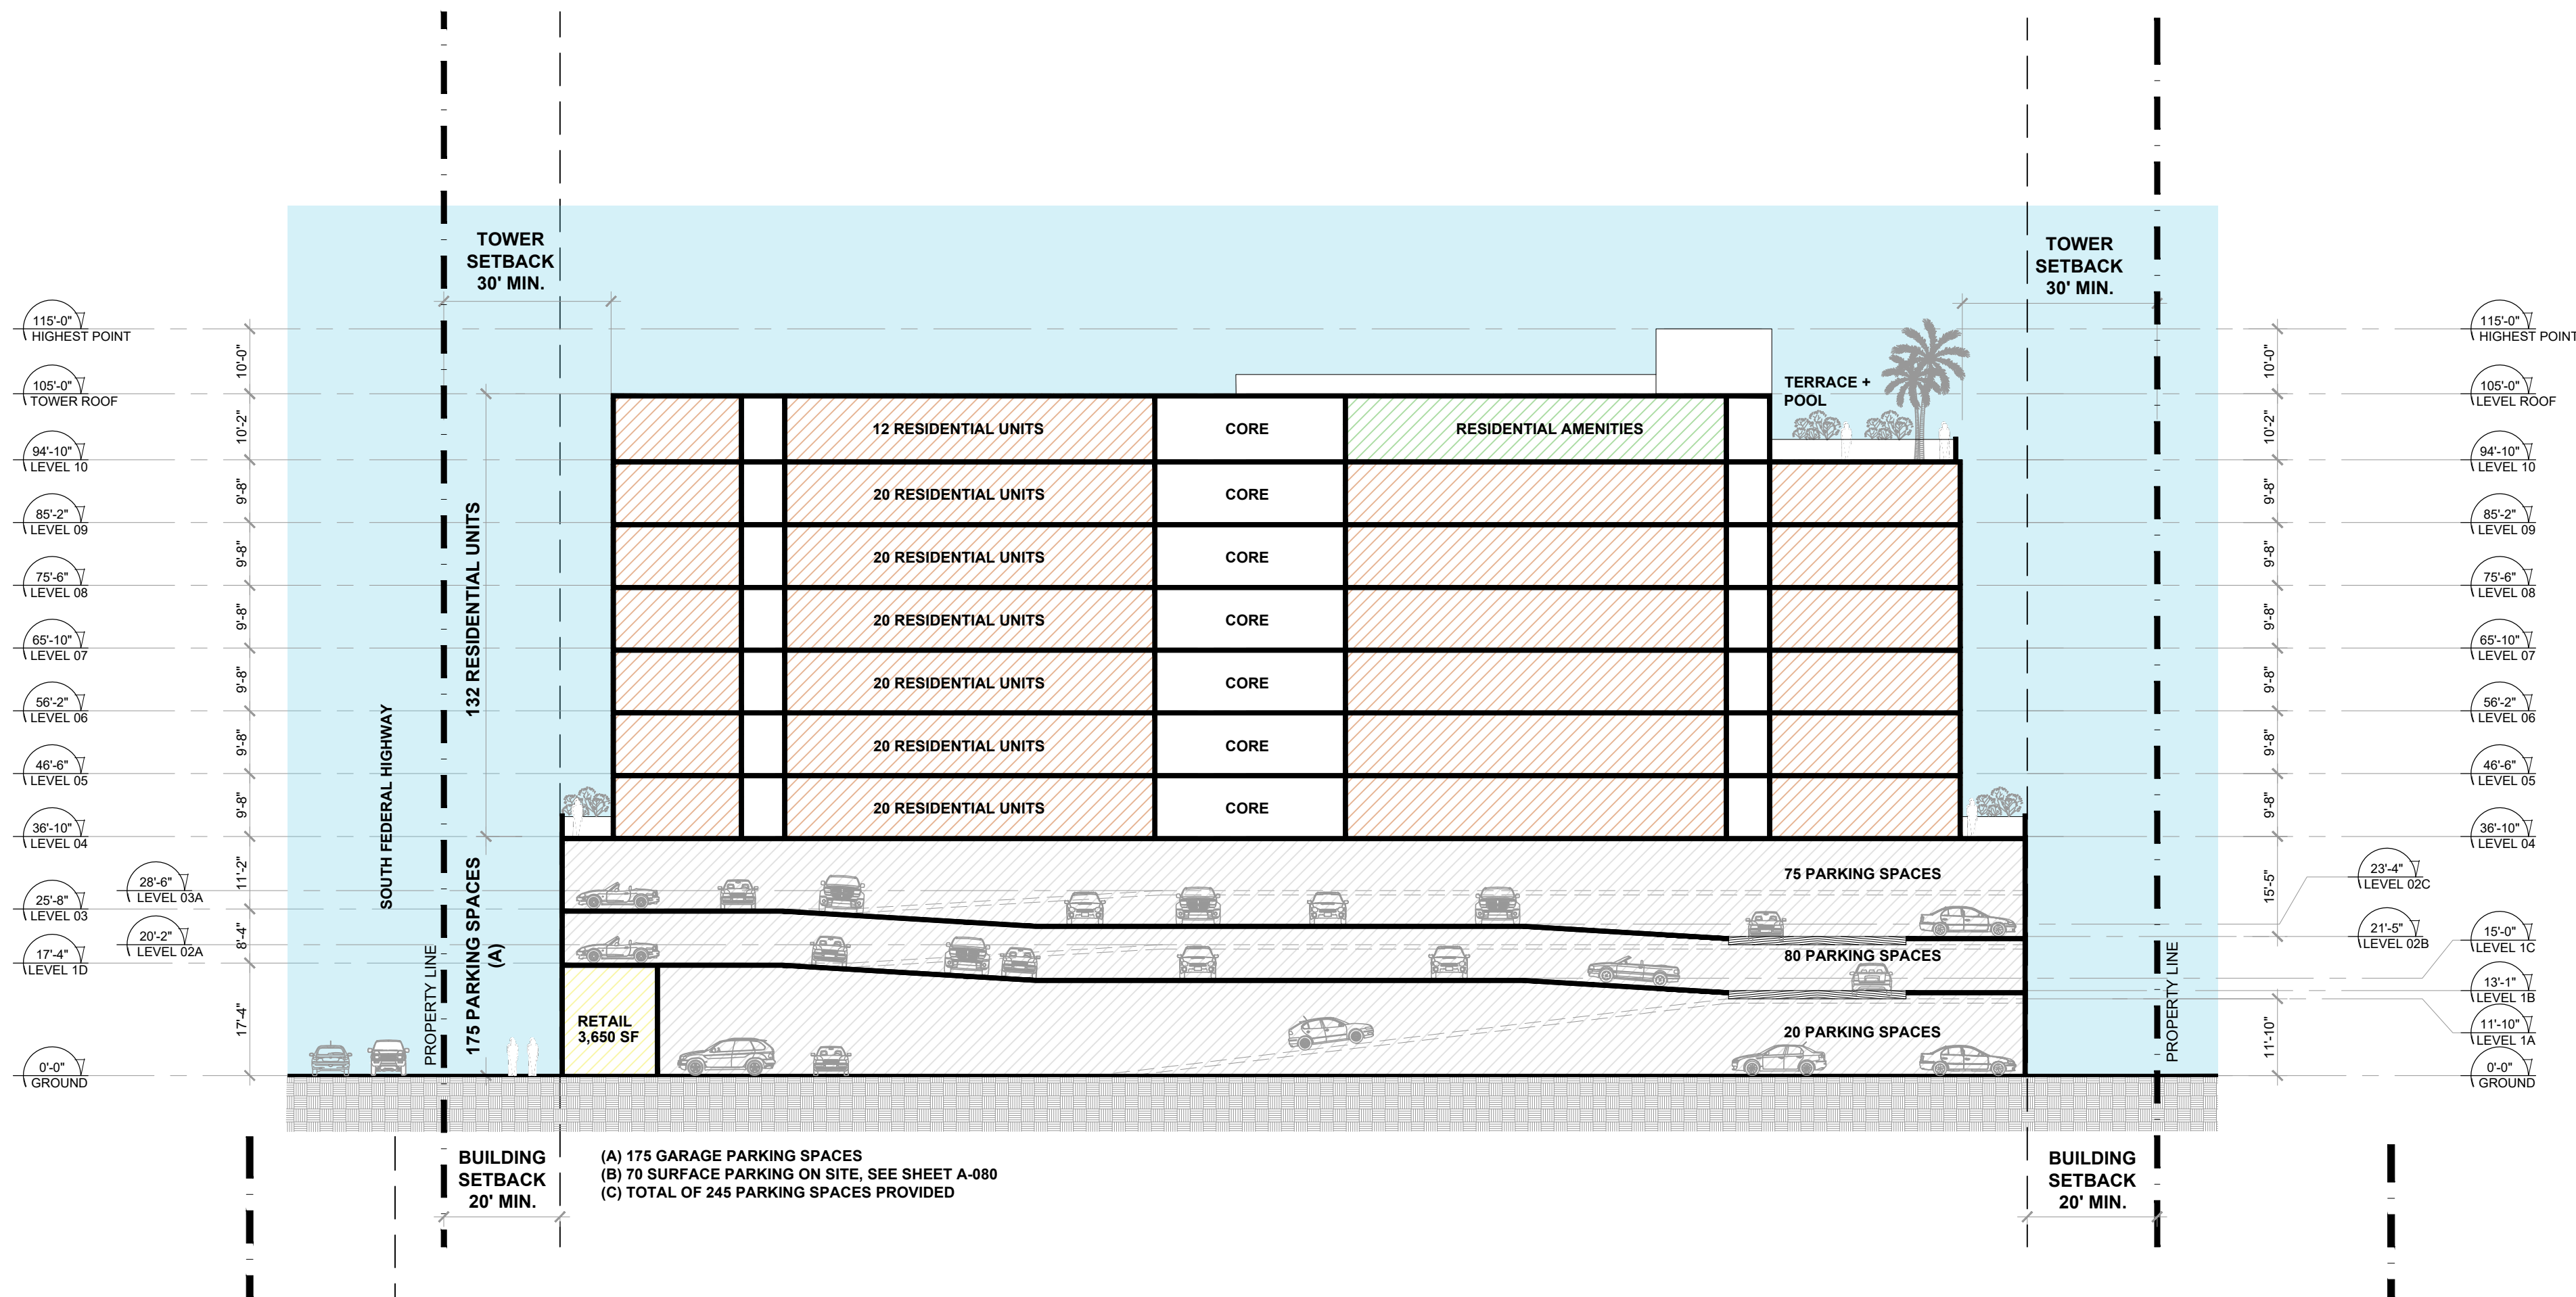 TOWER
SETBACK
30' MIN.
TOWER
SETBACK
30' MIN.
115'-0"
HIGHEST POINT
10'-0"
105'-0"
TOWER ROOF
10'-2"
94'-10"
LEVEL 10
9'-8"
85'-2"
LEVEL 09
9'-8"
75'-6"
LEVEL 08
9'-8"
65'-10"
LEVEL 07
9'-8"
56'-2"
LEVEL 06
9'-8"
46'-6"
LEVEL 05
9'-8"
36'-10"
LEVEL 04
11'-2"
28'-6"
LEVEL 03A
25'-8"
LEVEL 03
8'-4"
20'-2"
LEVEL 02A
17'-4"
LEVEL 1D
17'-4"
0'-0"
GROUND
SOUTH FEDERAL HIGHWAY
PROPERTY LINE
132 RESIDENTIAL UNITS
175 PARKING SPACES
(A)
TERRACE +
POOL
12 RESIDENTIAL UNITS CORE RESIDENTIAL AMENITIES
20 RESIDENTIAL UNITS CORE
20 RESIDENTIAL UNITS CORE
20 RESIDENTIAL UNITS CORE
20 RESIDENTIAL UNITS CORE
20 RESIDENTIAL UNITS CORE
20 RESIDENTIAL UNITS CORE
75 PARKING SPACES
80 PARKING SPACES
20 PARKING SPACES
RETAIL
3,650 SF
PROPERTY LINE
115'-0"
HIGHEST POINT
10'-0"
105'-0"
LEVEL ROOF
10'-2"
94'-10"
LEVEL 10
9'-8"
85'-2"
LEVEL 09
9'-8"
75'-6"
LEVEL 08
9'-8"
65'-10"
LEVEL 07
9'-8"
56'-2"
LEVEL 06
9'-8"
46'-6"
LEVEL 05
9'-8"
36'-10"
LEVEL 04
15'-5"
23'-4"
LEVEL 02C
21'-5"
LEVEL 02B
15'-0"
LEVEL 1C
13'-1"
LEVEL 1B
11'-10"
LEVEL 1A
11'-10"
0'-0"
GROUND
BUILDING
SETBACK
20' MIN.
(A) 175 GARAGE PARKING SPACES
(B) 70 SURFACE PARKING ON SITE, SEE SHEET A-080
(C) TOTAL OF 245 PARKING SPACES PROVIDED
BUILDING
SETBACK
20' MIN.